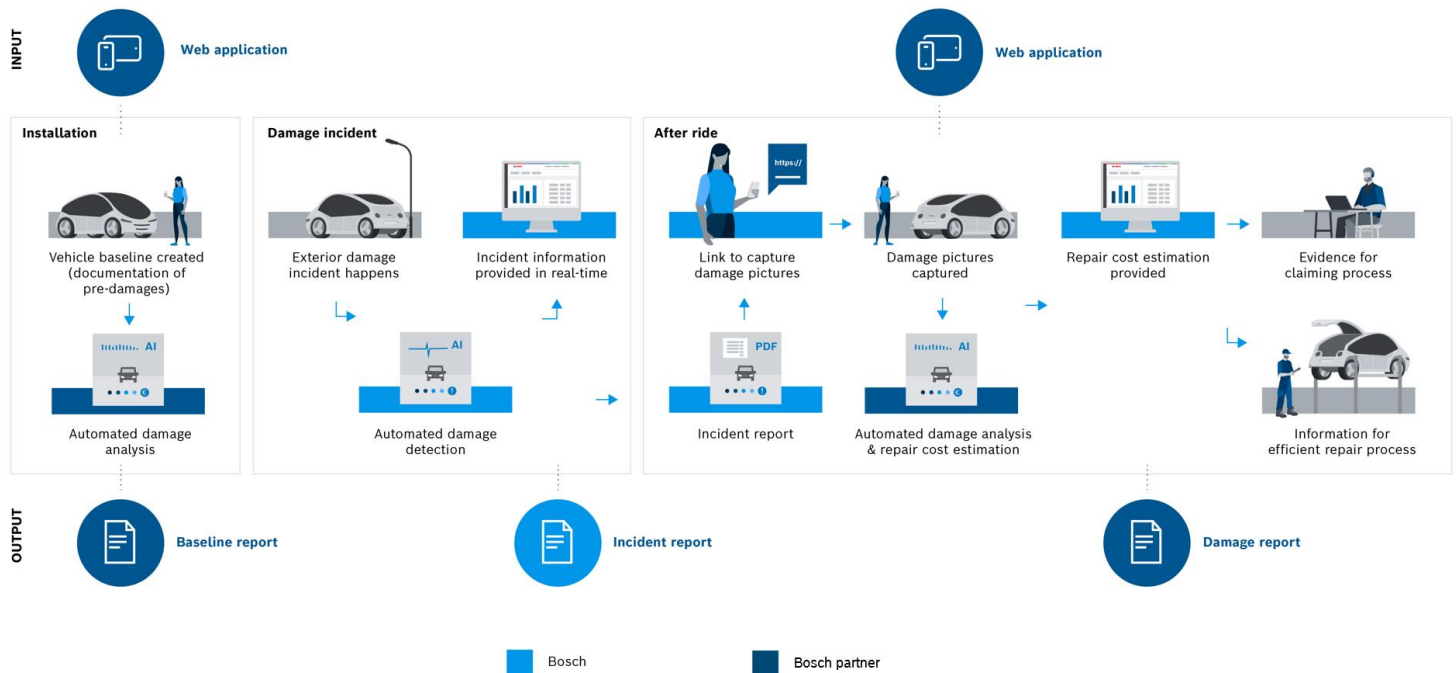 INPUT
Web application
Web application
Installation
Vehicle baseline created
(documentation of
pre-damages)
AI
€
Automated damage
analysis
Damage incident
Exterior damage
incident happens
Incident information
provided in real-time
AI
!
Automated damage
detection
After ride
https://
Link to capture
damage pictures
Damage pictures
captured
Repair cost estimation
provided
Evidence for
claiming process
PDF
!
Incident report
AI
€
Automated damage analysis
& repair cost estimation
Information for
efficient repair process
OUTPUT
Baseline report
Incident report
Damage report
Bosch
Bosch partner